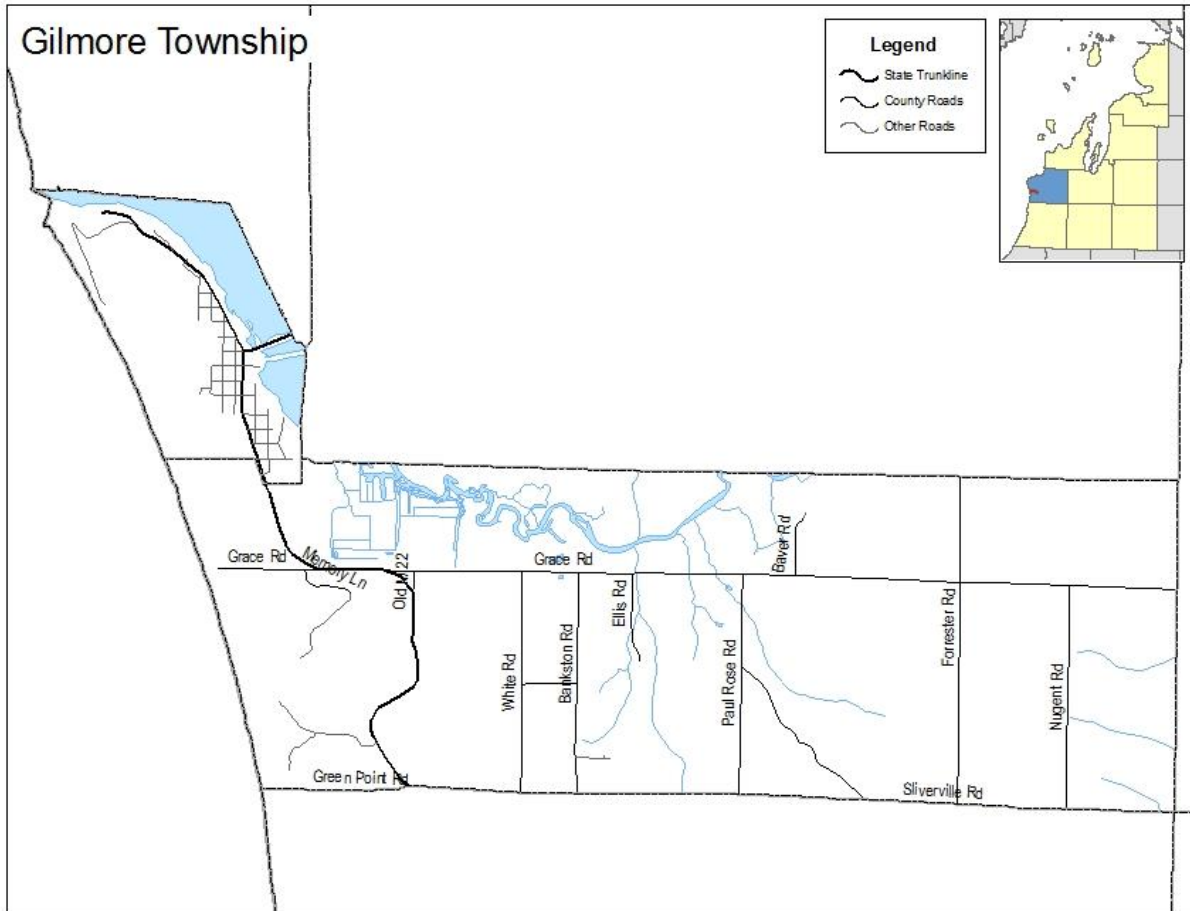 Gilmore Township
Legend
State Trunkline
County Roads
Other Roads
Grace Rd
Memory Ln
Old M 22
Grace Rd
Baver Rd
Ellis Rd
White Rd
Bankston Rd
Paul Rose Rd
Forrester Rd
Nugent Rd
Green Point Rd
Sliverville Rd